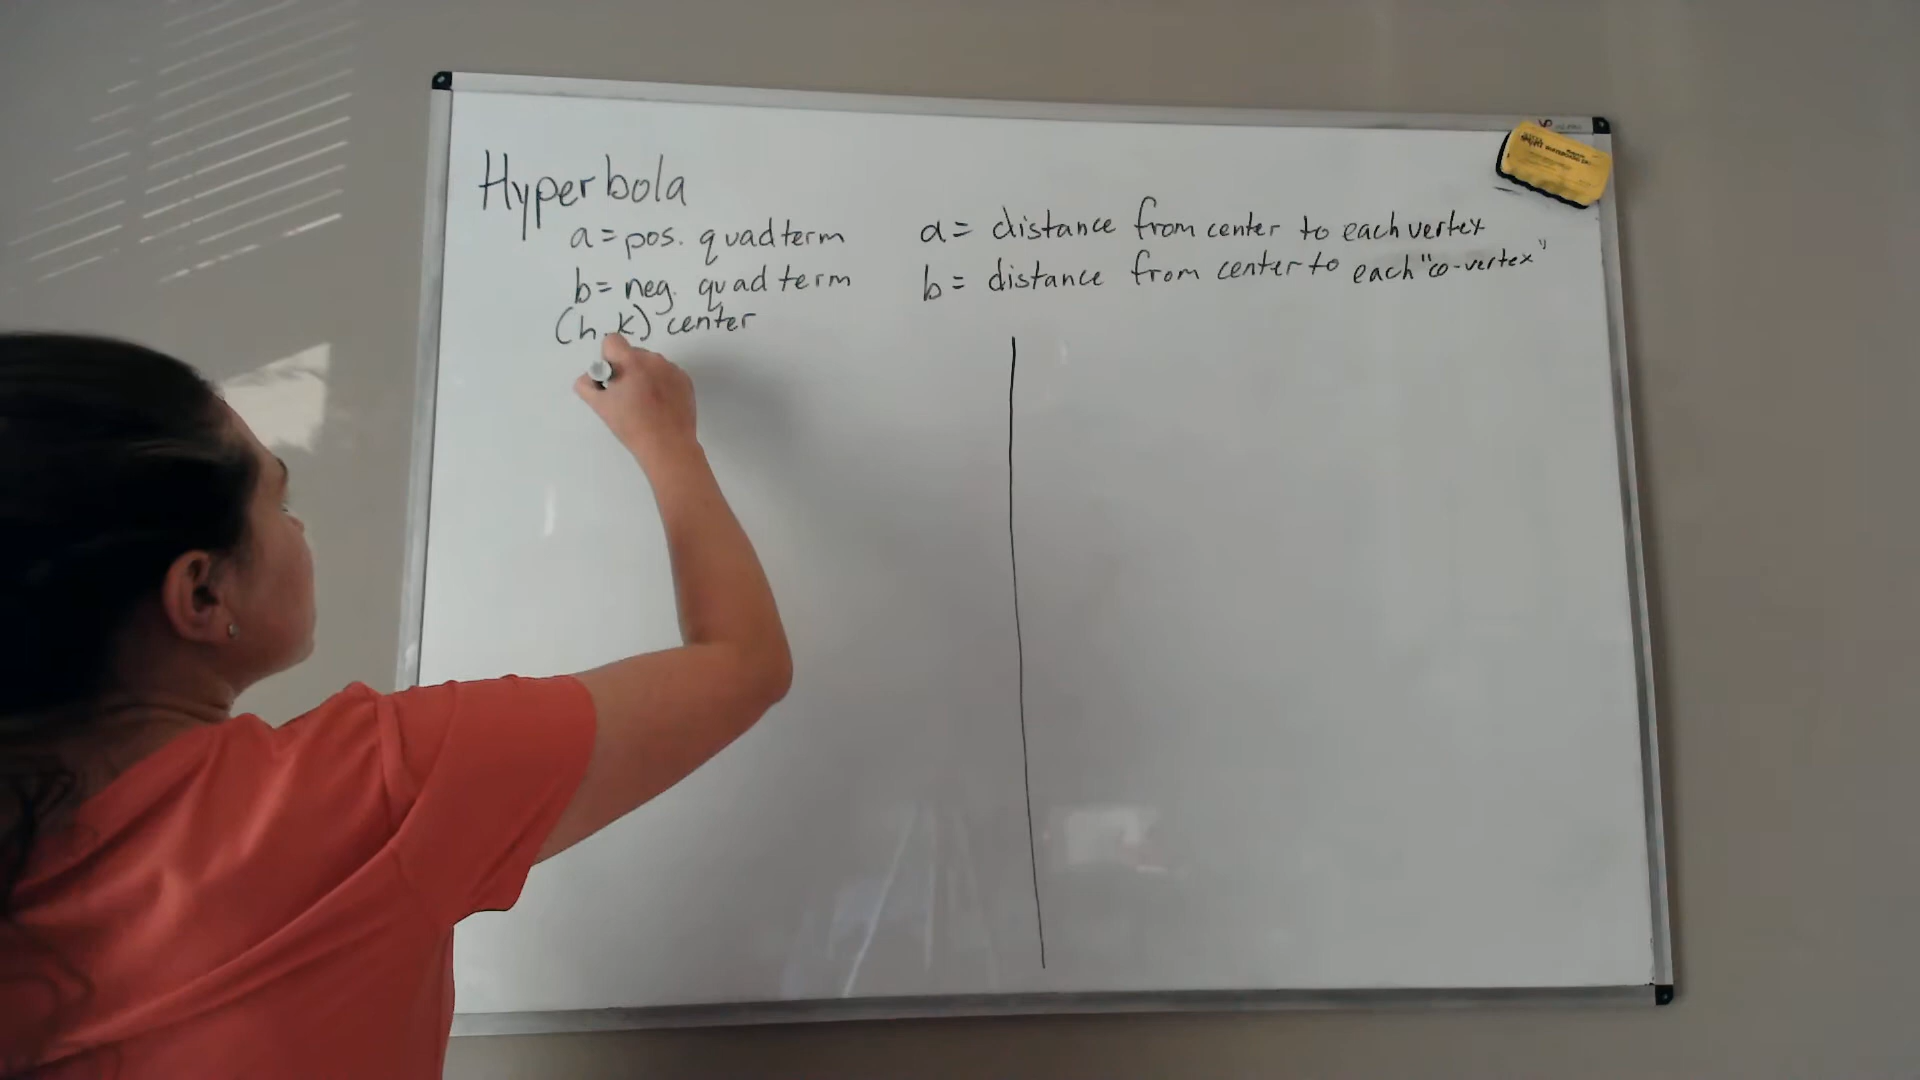 Hyperbola
a = pos. quad term
b = neg. quad term
(h, k) center
a = distance from center to each vertex
b = distance from center to each "co-vertex"